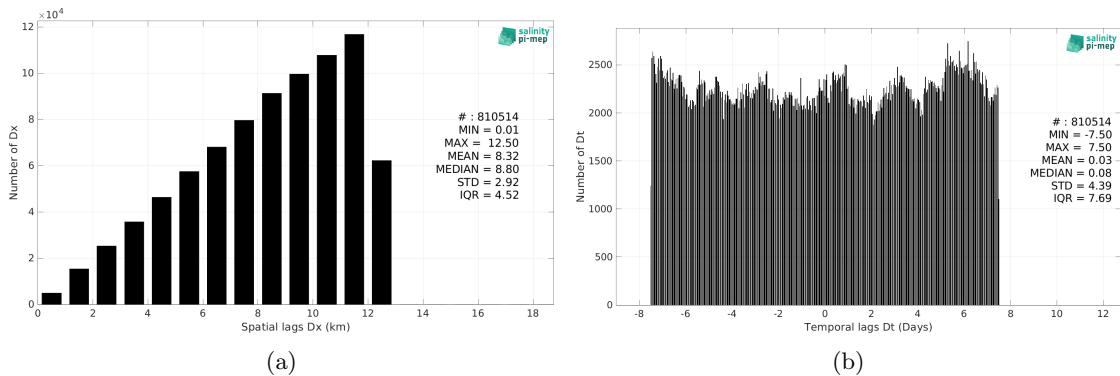 ×10⁴
12
10
8
6
4
2
0
0 2 4 6 8 10 12 14 16 18
Number of Dx
Spatial lags Dx (km)
salinity
pi-mep
# : 810514
MIN = 0.01
MAX = 12.50
MEAN = 8.32
MEDIAN = 8.80
STD = 2.92
IQR = 4.52
(a)
2500
2000
1500
1000
500
0
-8 -6 -4 -2 0 2 4 6 8 10 12
Number of Dt
Temporal lags Dt (Days)
salinity
pi-mep
# : 810514
MIN = -7.50
MAX = 7.50
MEAN = 0.03
MEDIAN = 0.08
STD = 4.39
IQR = 7.69
(b)